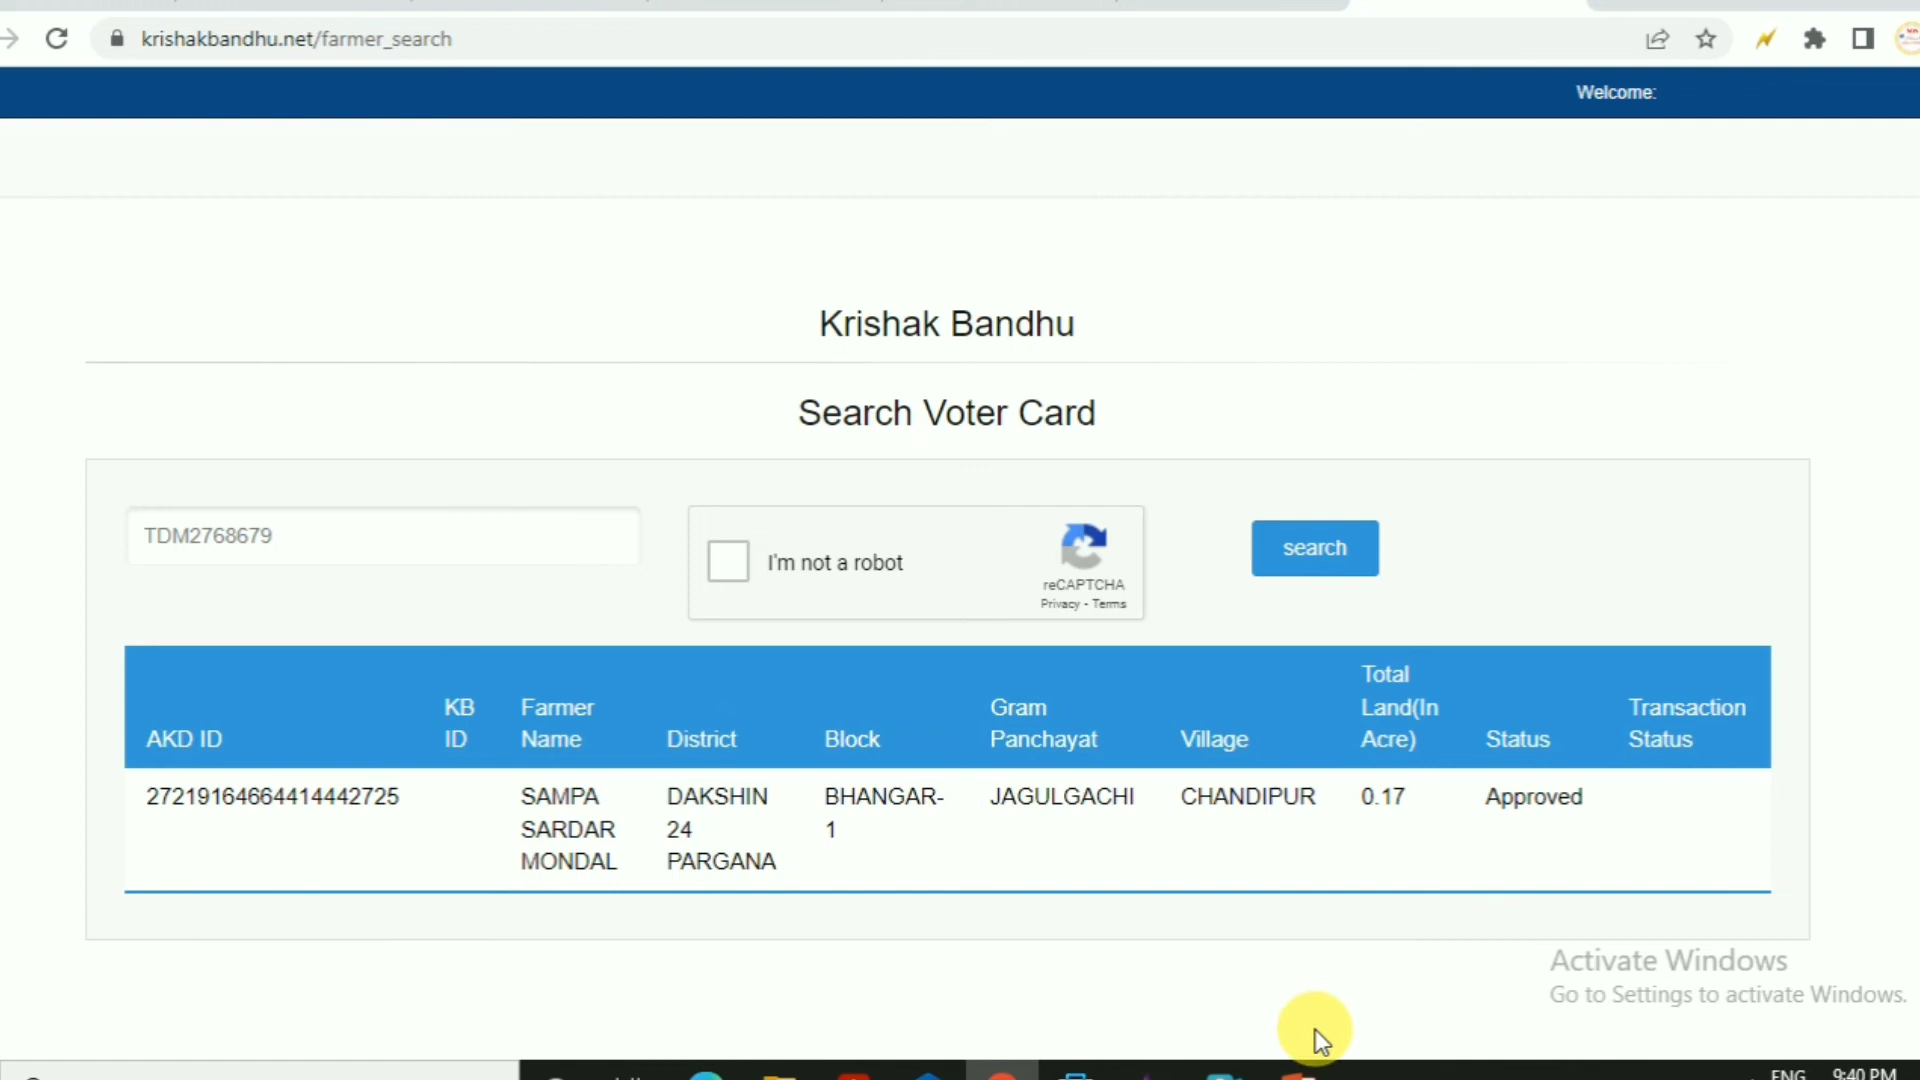 krishakbandhu.net/farmer_search
Welcome:
Krishak Bandhu
Search Voter Card
TDM2768679
I'm not a robot
reCAPTCHA
Privacy - Terms
search
AKD ID
KB
ID
Farmer
Name
District
Block
Gram
Panchayat
Village
Total
Land(In
Acre)
Status
Transaction
Status
27219164664414442725
SAMPA
SARDAR
MONDAL
DAKSHIN
24
PARGANA
BHANGAR-
1
JAGULGACHI
CHANDIPUR
0.17
Approved
Activate Windows
Go to Settings to activate Windows.
ENG
9:40 PM